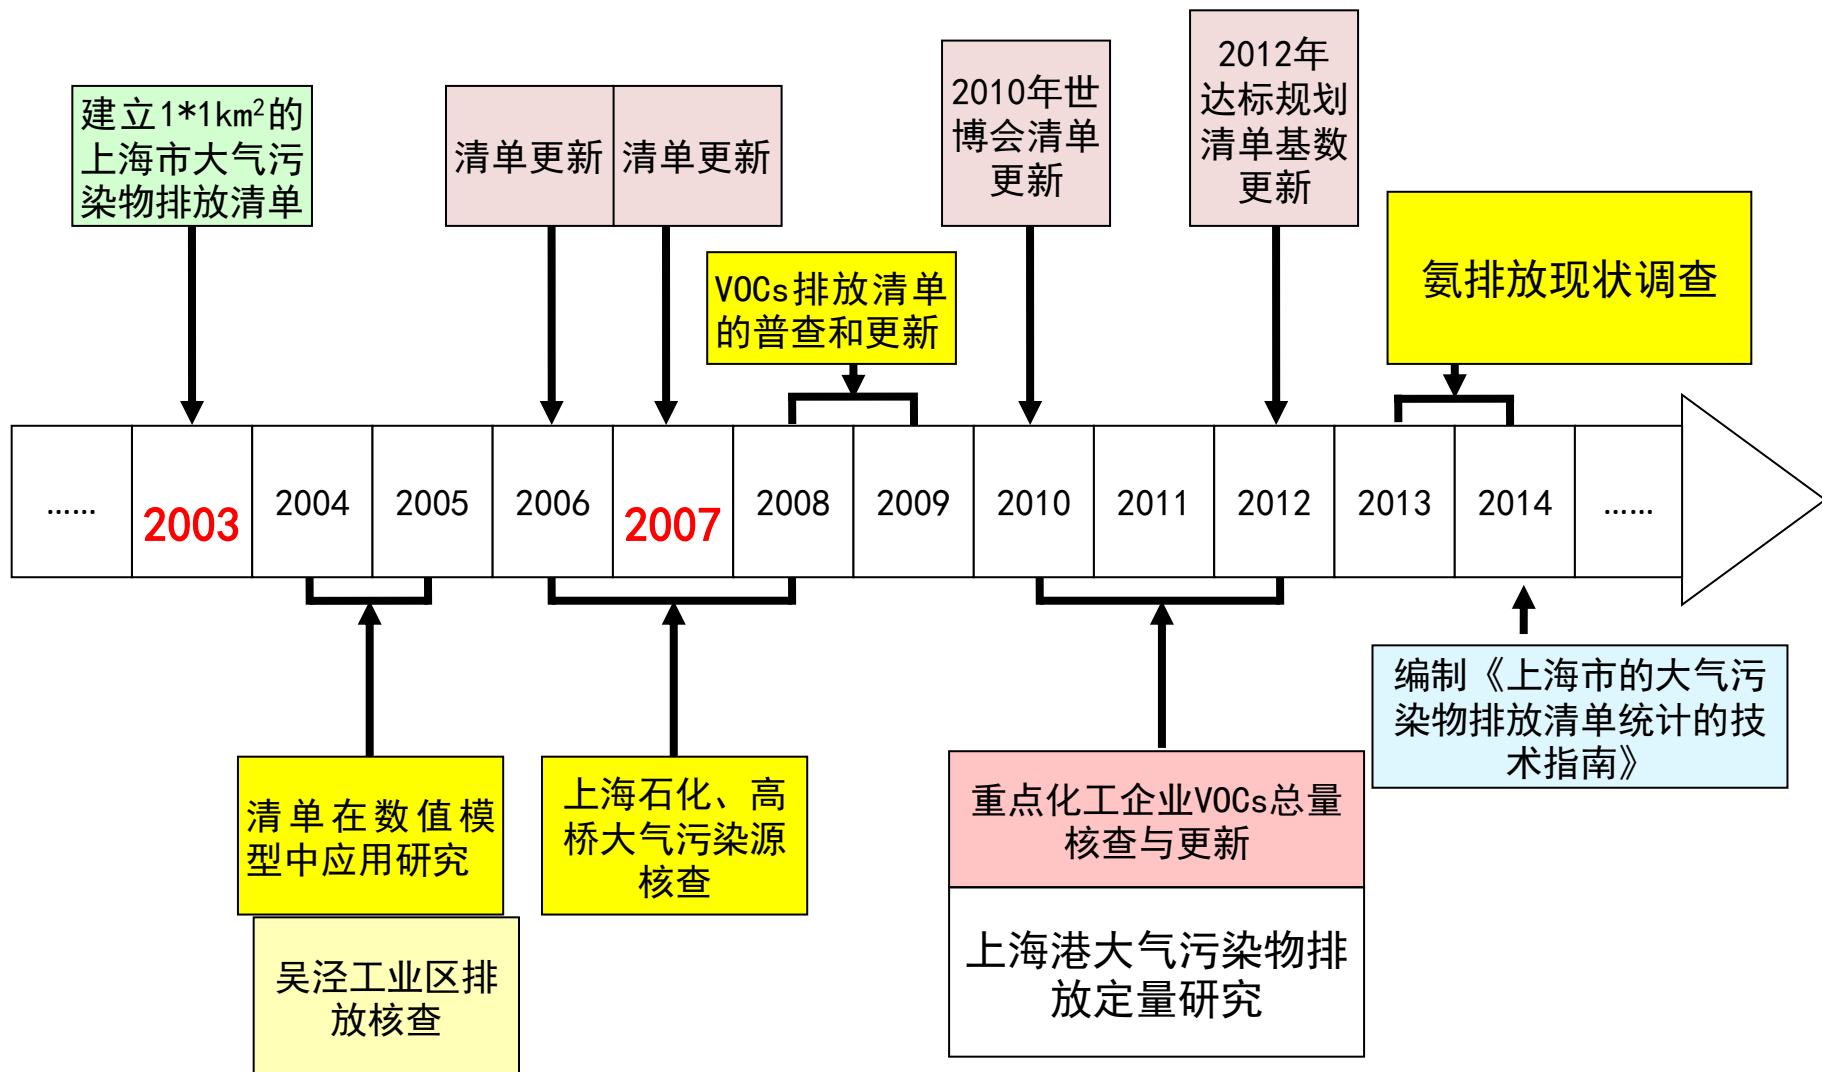 建立1*1km²的
上海市大气污
染物排放清单
清单更新
清单更新
2010年世
博会清单
更新
2012年
达标规划
清单基数
更新
VOCs排放清单
的普查和更新
氨排放现状调查
……
2003
2004
2005
2006
2007
2008
2009
2010
2011
2012
2013
2014
……
清单在数值模
型中应用研究
吴泾工业区排
放核查
上海石化、高
桥大气污染源
核查
重点化工企业VOCs总量
核查与更新
上海港大气污染物排
放定量研究
编制《上海市的大气污
染物排放清单统计的技
术指南》